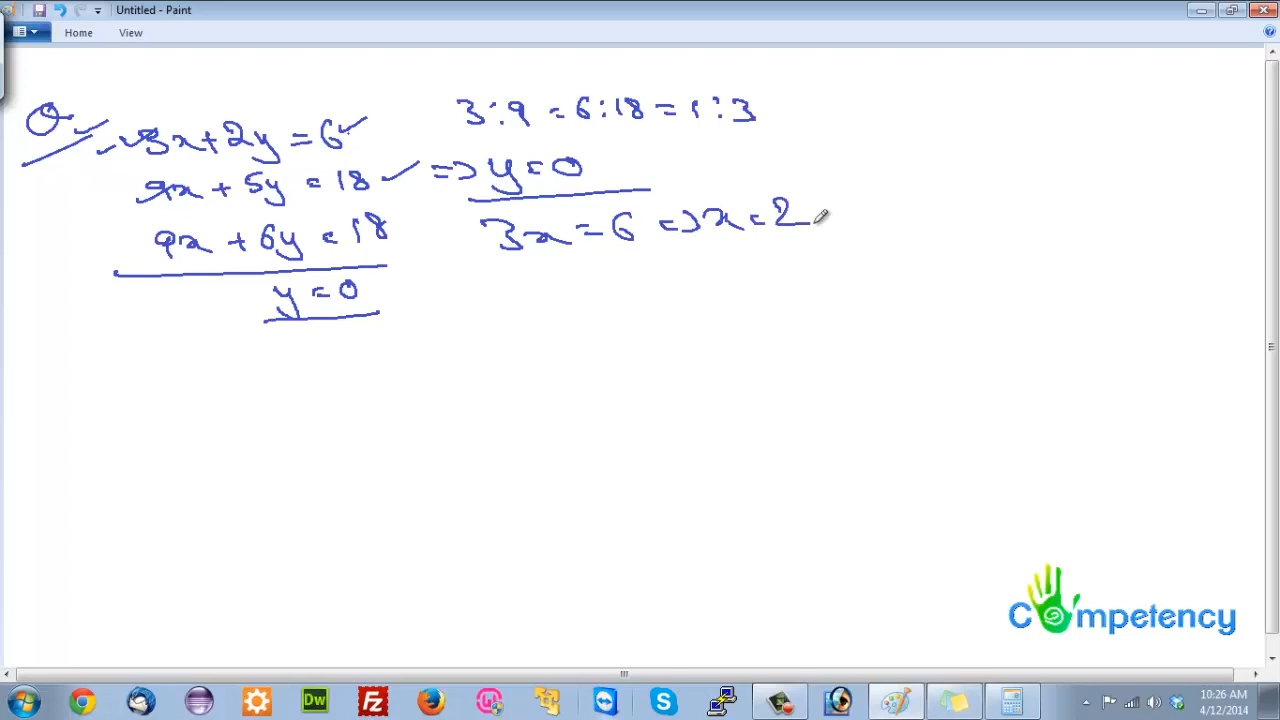 Untitled - Paint
Home View
3x+2y=6
9x+5y=18
9x+6y=18
y=0
3:9=6:18=1:3
=>y=0
3x=6=>x=2
Competency
Dw
10:26 AM
4/12/2014